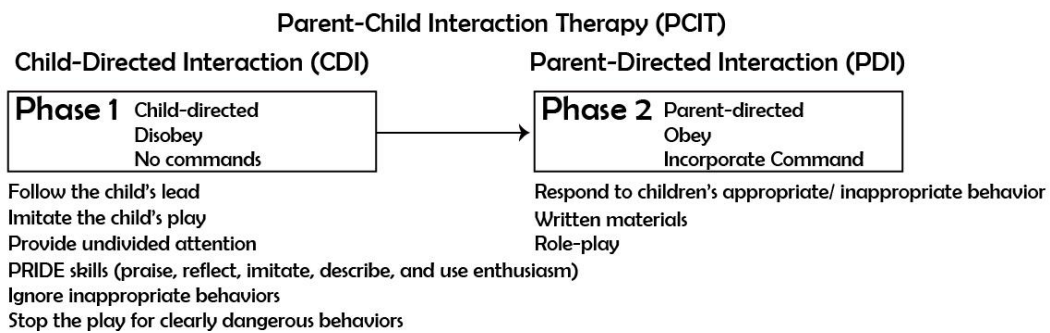 Parent-Child Interaction Therapy (PCIT)
Child-Directed Interaction (CDI)
Phase 1 Child-directed
Disobey
No commands
Follow the child's lead
Imitate the child's play
Provide undivided attention
PRIDE skills (praise, reflect, imitate, describe, and use enthusiasm)
Ignore inappropriate behaviors
Stop the play for clearly dangerous behaviors
Parent-Directed Interaction (PDI)
Phase 2 Parent-directed
Obey
Incorporate Command
Respond to children's appropriate/ inappropriate behavior
Written materials
Role-play